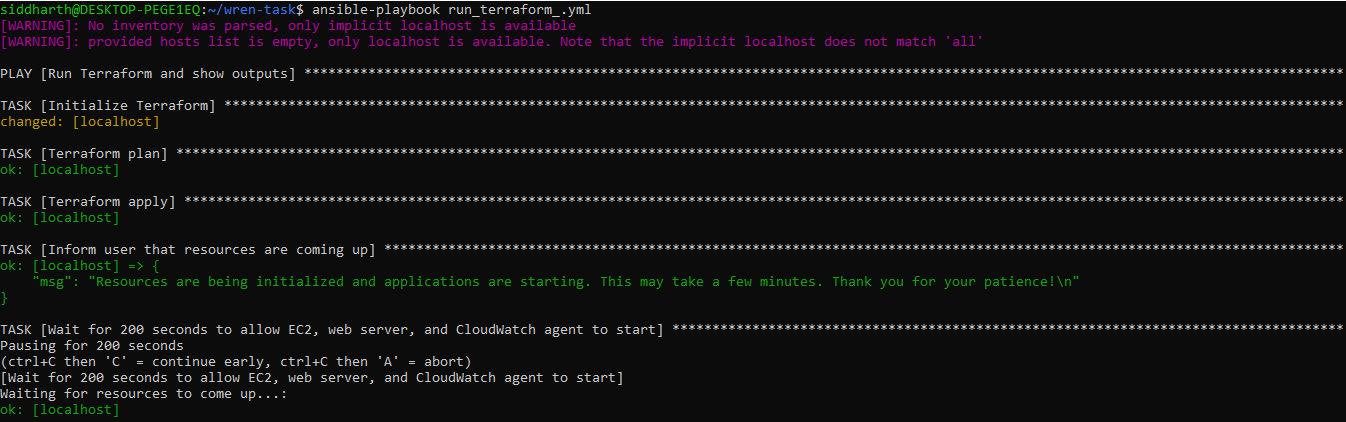 siddharth@DESKTOP-PEGE1EQ:~/wren-task$ ansible-playbook run_terraform_.yml
[WARNING]: No inventory was parsed, only implicit localhost is available
[WARNING]: provided hosts list is empty, only localhost is available. Note that the implicit localhost does not match 'all'
PLAY [Run Terraform and show outputs] **********************************************************************************************************************************
TASK [Initialize Terraform] ********************************************************************************************************************************************
changed: [localhost]
TASK [Terraform plan] **************************************************************************************************************************************************
ok: [localhost]
TASK [Terraform apply] *************************************************************************************************************************************************
ok: [localhost]
TASK [Inform user that resources are coming up] ************************************************************************************************************************
ok: [localhost] => {
    "msg": "Resources are being initialized and applications are starting. This may take a few minutes. Thank you for your patience!\n"
}
TASK [Wait for 200 seconds to allow EC2, web server, and CloudWatch agent to start] ************************************************************************************
Pausing for 200 seconds
(ctrl+C then 'C' = continue early, ctrl+C then 'A' = abort)
[Wait for 200 seconds to allow EC2, web server, and CloudWatch agent to start]
Waiting for resources to come up...:
ok: [localhost]